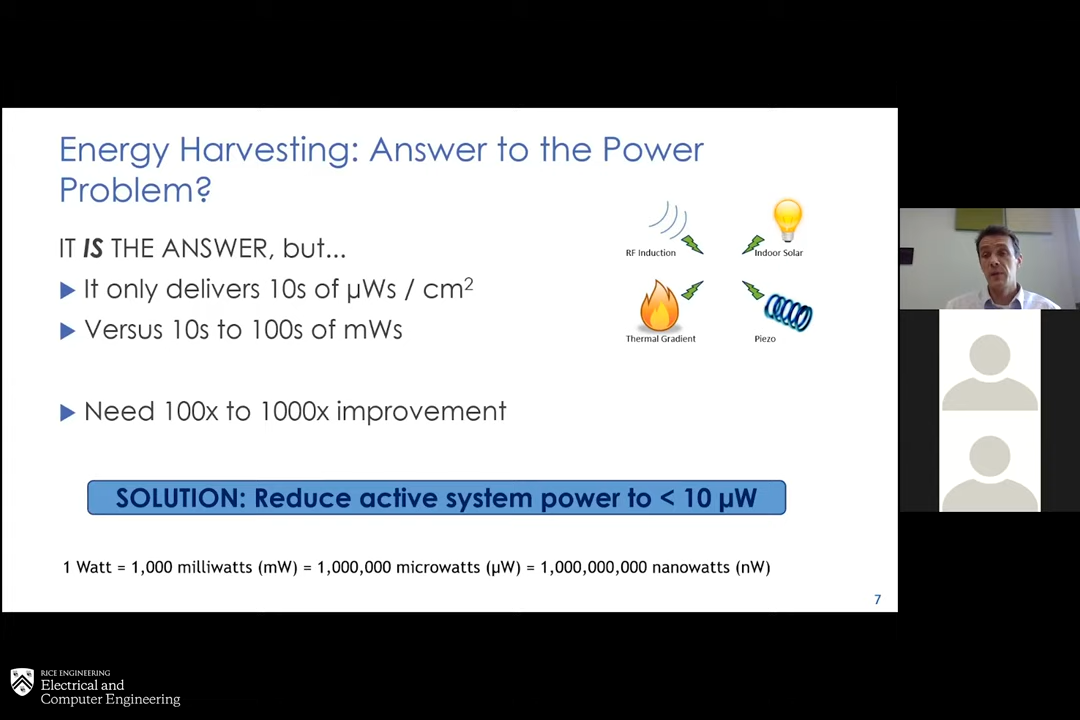 Energy Harvesting: Answer to the Power
Problem?
IT IS THE ANSWER, but...
It only delivers 10s of µWs / cm²
Versus 10s to 100s of mWs
Need 100x to 1000x improvement
RF Induction
Indoor Solar
Thermal Gradient
Piezo
SOLUTION: Reduce active system power to < 10 µW
1 Watt = 1,000 milliwatts (mW) = 1,000,000 microwatts (µW) = 1,000,000,000 nanowatts (nW)
7
RICE ENGINEERING
Electrical and
Computer Engineering